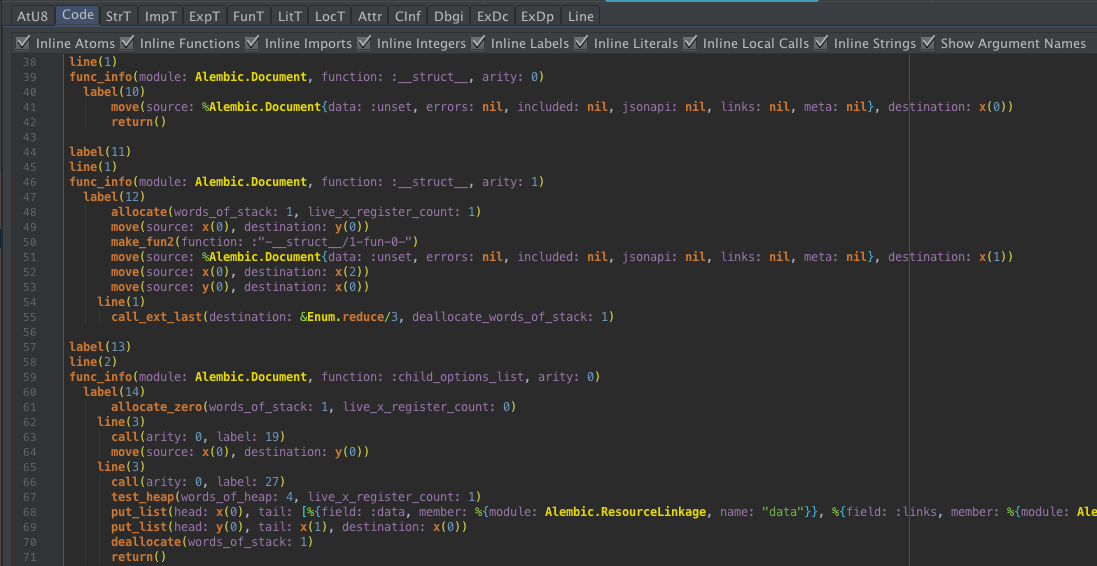 AtU8 Code StrT ImpT ExpT FunT LitT LocT Attr CInf Dbgi ExDc ExDp Line
Inline Atoms Inline Functions Inline Imports Inline Integers Inline Labels Inline Literals Inline Local Calls Inline Strings Show Argument Names
38 line(1)
39 func_info(module: Alembic.Document, function: :__struct__, arity: 0)
40 label(10)
41 move(source: %Alembic.Document{data: :unset, errors: nil, included: nil, jsonapi: nil, links: nil, meta: nil}, destination: x(0))
42 return()
43
44 label(11)
45 line(1)
46 func_info(module: Alembic.Document, function: :__struct__, arity: 1)
47 label(12)
48 allocate(words_of_stack: 1, live_x_register_count: 1)
49 move(source: x(0), destination: y(0))
50 make_fun2(function: :"-__struct__/1-fun-0-")
51 move(source: %Alembic.Document{data: :unset, errors: nil, included: nil, jsonapi: nil, links: nil, meta: nil}, destination: x(1))
52 move(source: x(0), destination: x(2))
53 move(source: y(0), destination: x(0))
54 line(1)
55 call_ext_last(destination: &Enum.reduce/3, deallocate_words_of_stack: 1)
56
57 label(13)
58 line(2)
59 func_info(module: Alembic.Document, function: :child_options_list, arity: 0)
60 label(14)
61 allocate_zero(words_of_stack: 1, live_x_register_count: 0)
62 line(3)
63 call(arity: 0, label: 19)
64 move(source: x(0), destination: y(0))
65 line(3)
66 call(arity: 0, label: 27)
67 test_heap(words_of_heap: 4, live_x_register_count: 1)
68 put_list(head: x(0), tail: [%{field: :data, member: %{module: Alembic.ResourceLinkage, name: "data"}}, %{field: :links, member: %{module: Ale
69 put_list(head: y(0), tail: x(1), destination: x(0))
70 deallocate(words_of_stack: 1)
71 return()